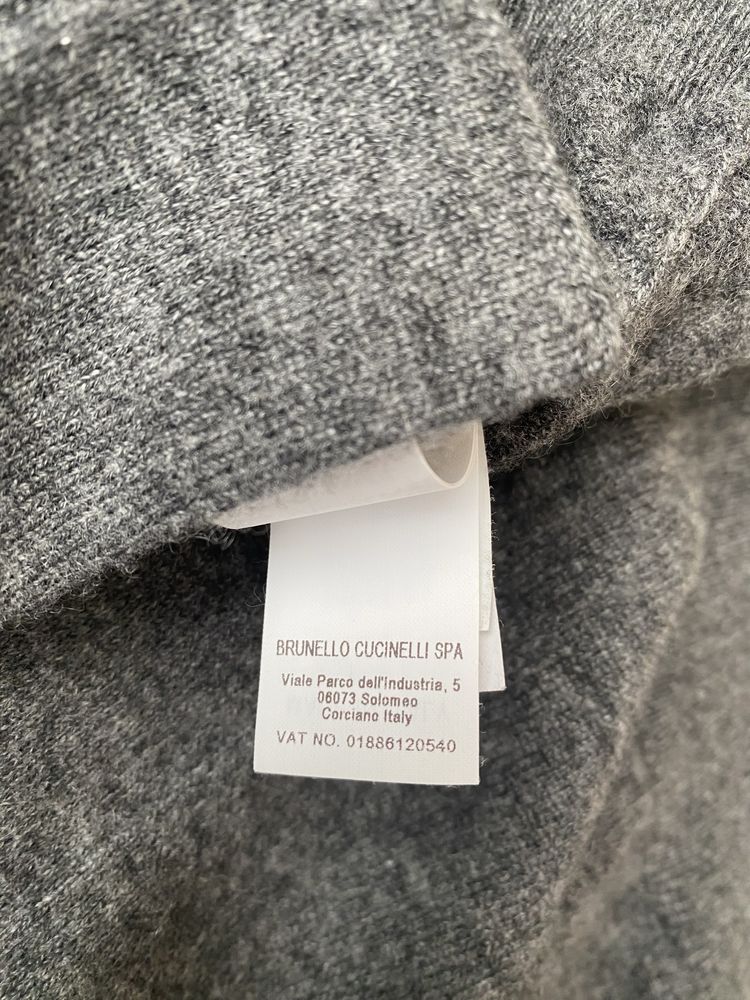 BRUNELLO CUCINELLI SPA
Viale Parco dell'Industria, 5
06073 Solomeo
Corciano Italy
VAT NO. 01886120540